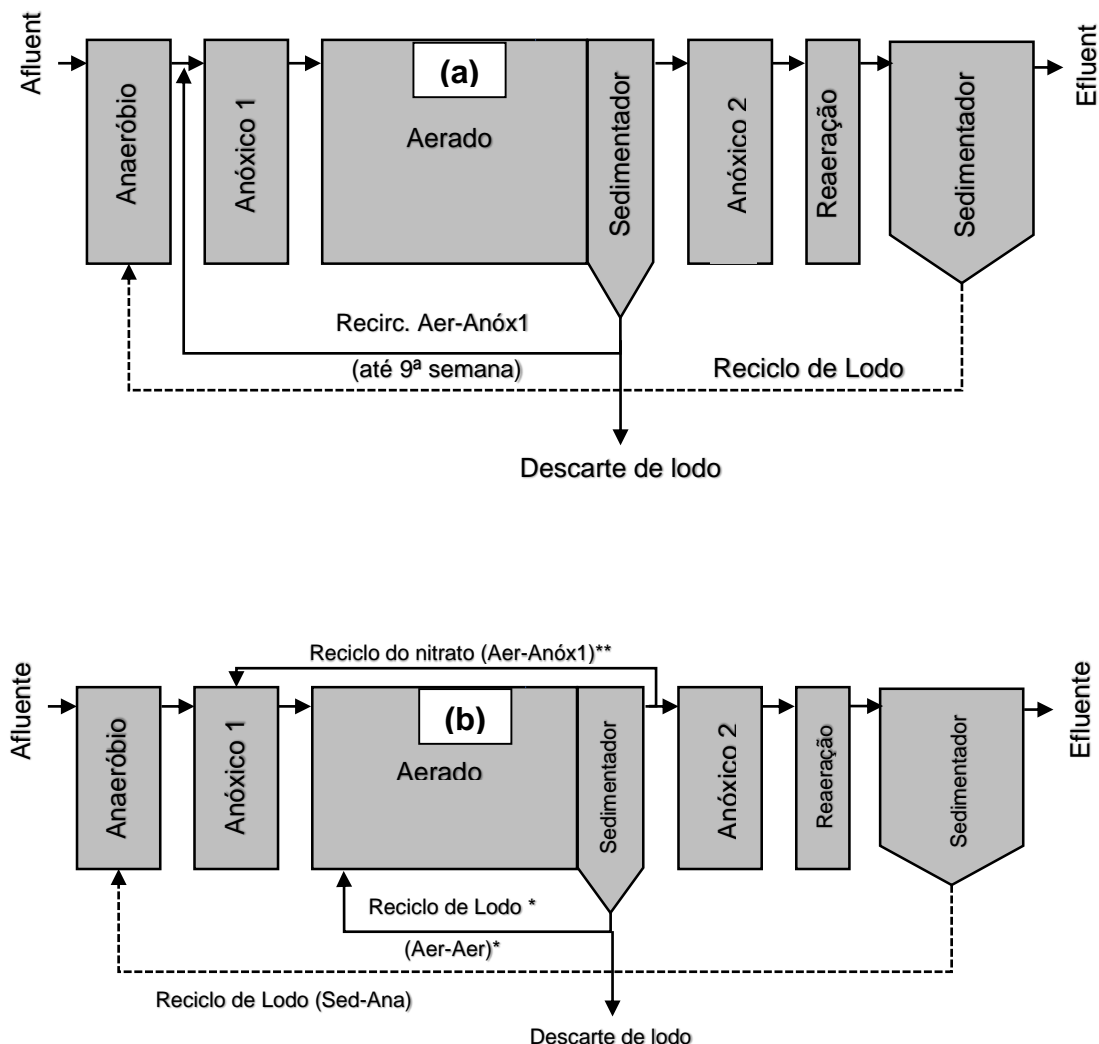 Afluent
Anaeróbio
Anóxico 1
(a)
Aerado
Sedimentador
Anóxico 2
Reaeração
Sedimentador
Efluent
Recirc. Aer-Anóx1
(até 9ª semana)
Reciclo de Lodo
Descarte de lodo
Reciclo do nitrato (Aer-Anóx1)**
Afluente
Anaeróbio
Anóxico 1
(b)
Aerado
Sedimentador
Anóxico 2
Reaeração
Sedimentador
Efluente
Reciclo de Lodo *
(Aer-Aer)*
Reciclo de Lodo (Sed-Ana)
Descarte de lodo